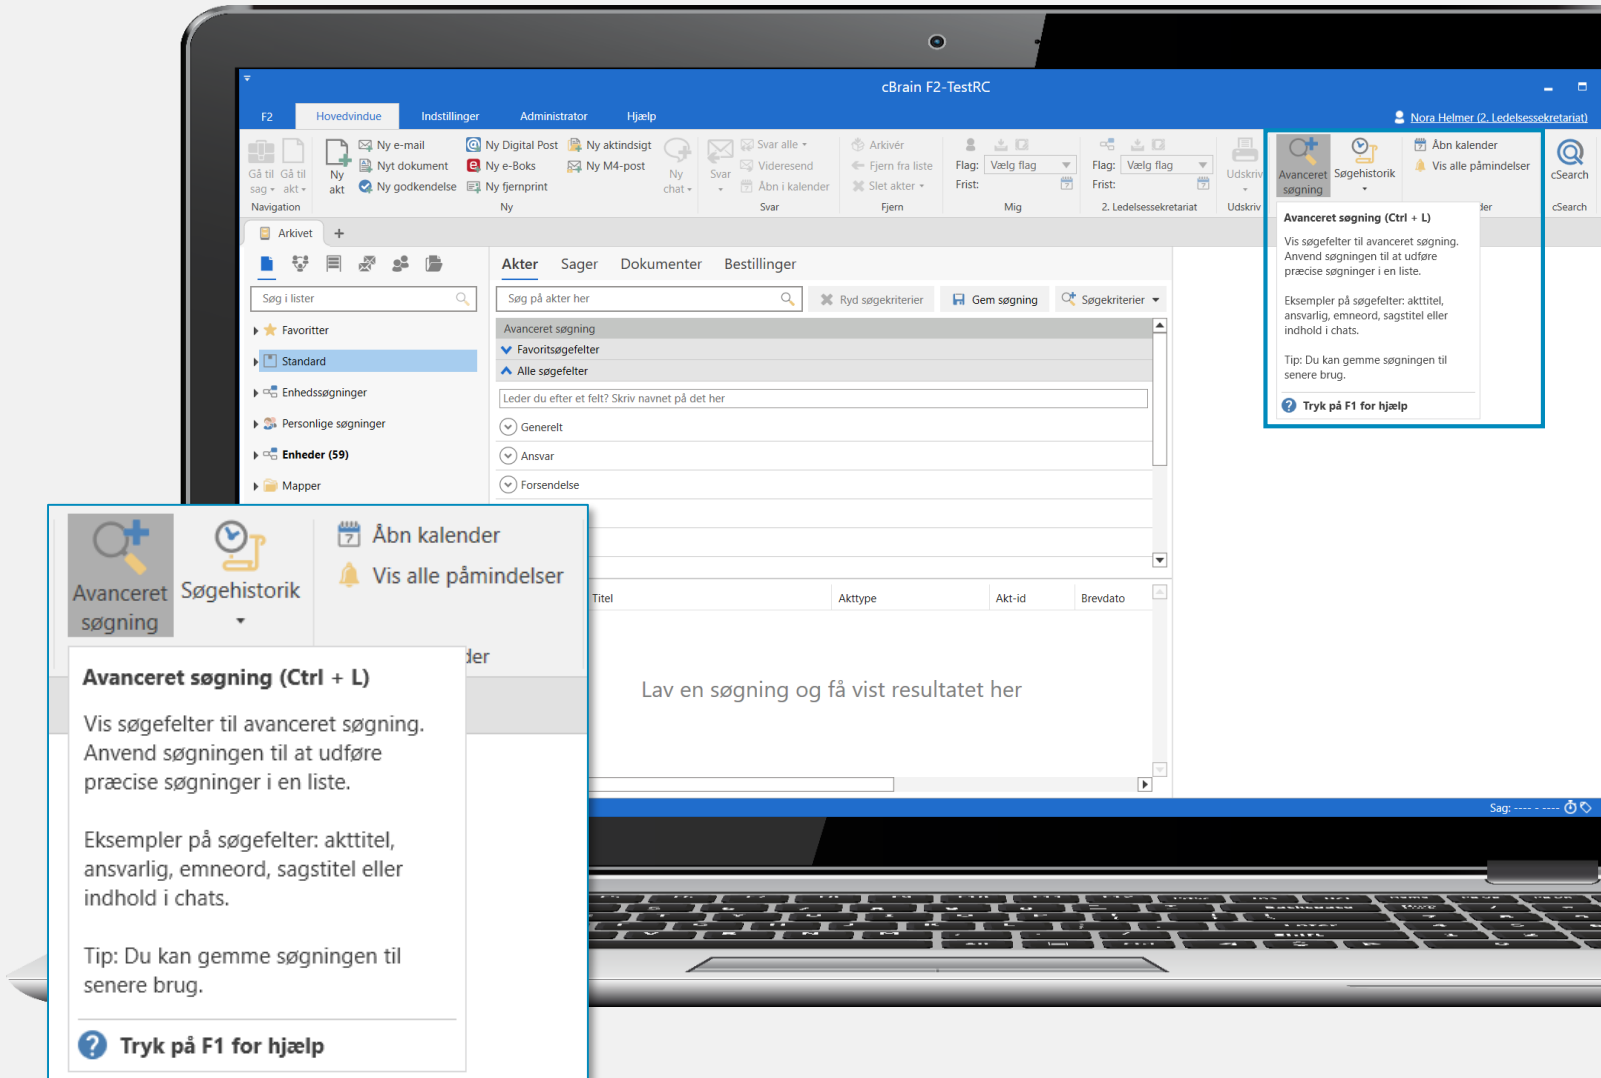 cBrain F2-TestRC
F2 Hovedvindue Indstillinger Administrator Hjælp
Nora Helmer (2. Ledelsessekretariat)
Gå til sag
Gå til akt
Navigation
Ny akt
Ny e-mail
Nyt dokument
Ny godkendelse
Ny Digital Post
Ny e-Boks
Ny fjernprint
Ny aktindsigt
Ny M4-post
Ny chat
Ny
Svar
Svar alle
Videresend
Åbn i kalender
Svar
Arkivér
Fjern fra liste
Slet akter
Fjern
Flag: Vælg flag
Frist: 7
Mig
Flag: Vælg flag
Frist: 7
2. Ledelsessekretariat
Udskriv
Udskriv
Avanceret
søgning
Søgehistorik
7 Åbn kalender
Vis alle påmindelser
der
cSearch
cSearch
Avanceret søgning (Ctrl + L)
Vis søgefelter til avanceret søgning.
Anvend søgningen til at udføre
præcise søgninger i en liste.
Eksempler på søgefelter: akttitel,
ansvarlig, emneord, sagstitel eller
indhold i chats.
Tip: Du kan gemme søgningen til
senere brug.
? Tryk på F1 for hjælp
Arkivet +
Søg i lister
Favoritter
Standard
Enhedssøgninger
Personlige søgninger
Enheder (59)
Mapper
Akter Sager Dokumenter Bestillinger
Søg på akter her
Ryd søgekriterier
Gem søgning
Søgekriterier
Avanceret søgning
Favoritsøgefelter
Alle søgefelter
Leder du efter et felt? Skriv navnet på det her
Generelt
Ansvar
Forsendelse
Titel Akttype Akt-id Brevdato
Lav en søgning og få vist resultatet her
Sag: ---- - ----
Avanceret
søgning
Søgehistorik
7 Åbn kalender
Vis alle påmindelser
der
Avanceret søgning (Ctrl + L)
Vis søgefelter til avanceret søgning.
Anvend søgningen til at udføre
præcise søgninger i en liste.
Eksempler på søgefelter: akttitel,
ansvarlig, emneord, sagstitel eller
indhold i chats.
Tip: Du kan gemme søgningen til
senere brug.
? Tryk på F1 for hjælp